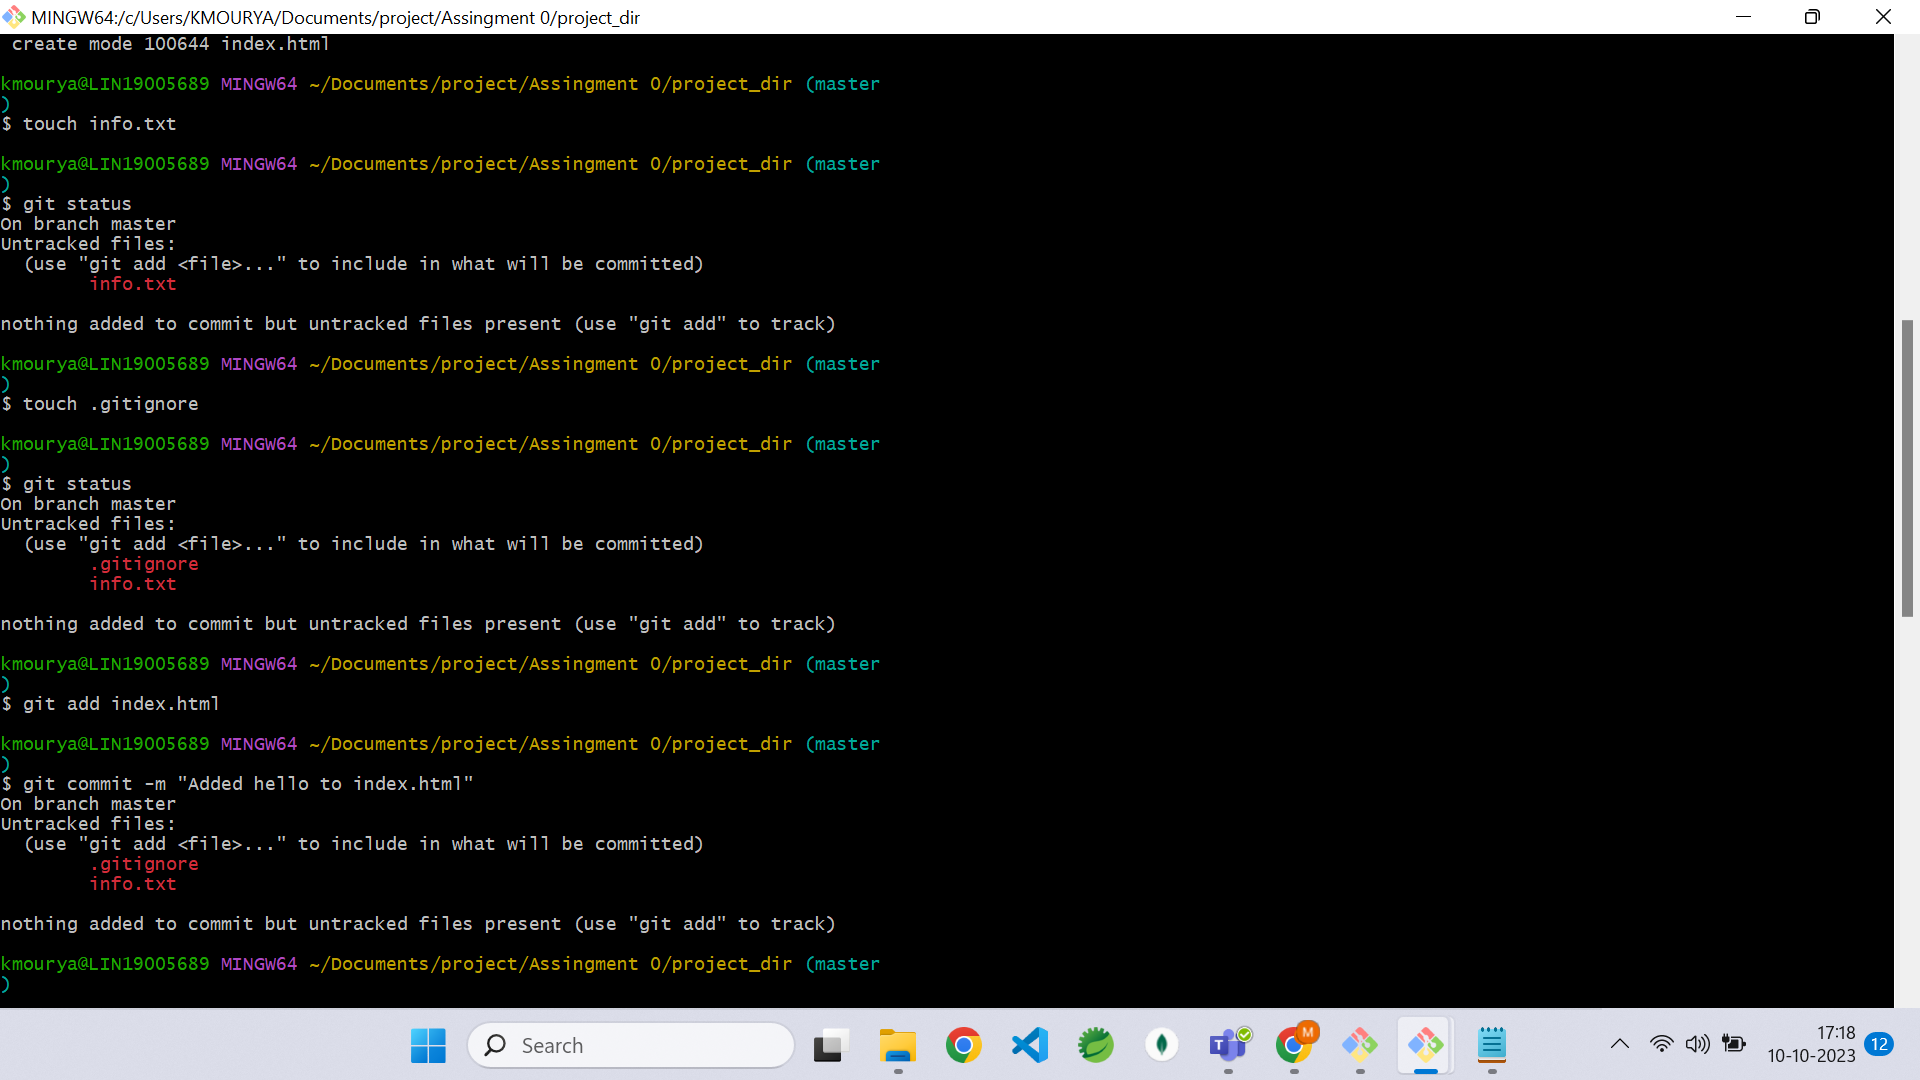 MINGW64:/c/Users/KMOURYA/Documents/project/Assingment 0/project_dir
create mode 100644 index.html
kmourya@LIN19005689 MINGW64 ~/Documents/project/Assingment 0/project_dir (master
)
$ touch info.txt
kmourya@LIN19005689 MINGW64 ~/Documents/project/Assingment 0/project_dir (master
)
$ git status
On branch master
Untracked files:
  (use "git add <file>..." to include in what will be committed)
        info.txt
nothing added to commit but untracked files present (use "git add" to track)
kmourya@LIN19005689 MINGW64 ~/Documents/project/Assingment 0/project_dir (master
)
$ touch .gitignore
kmourya@LIN19005689 MINGW64 ~/Documents/project/Assingment 0/project_dir (master
)
$ git status
On branch master
Untracked files:
  (use "git add <file>..." to include in what will be committed)
        .gitignore
        info.txt
nothing added to commit but untracked files present (use "git add" to track)
kmourya@LIN19005689 MINGW64 ~/Documents/project/Assingment 0/project_dir (master
)
$ git add index.html
kmourya@LIN19005689 MINGW64 ~/Documents/project/Assingment 0/project_dir (master
)
$ git commit -m "Added hello to index.html"
On branch master
Untracked files:
  (use "git add <file>..." to include in what will be committed)
        .gitignore
        info.txt
nothing added to commit but untracked files present (use "git add" to track)
kmourya@LIN19005689 MINGW64 ~/Documents/project/Assingment 0/project_dir (master
)
Search
T
M
17:18
10-10-2023
12